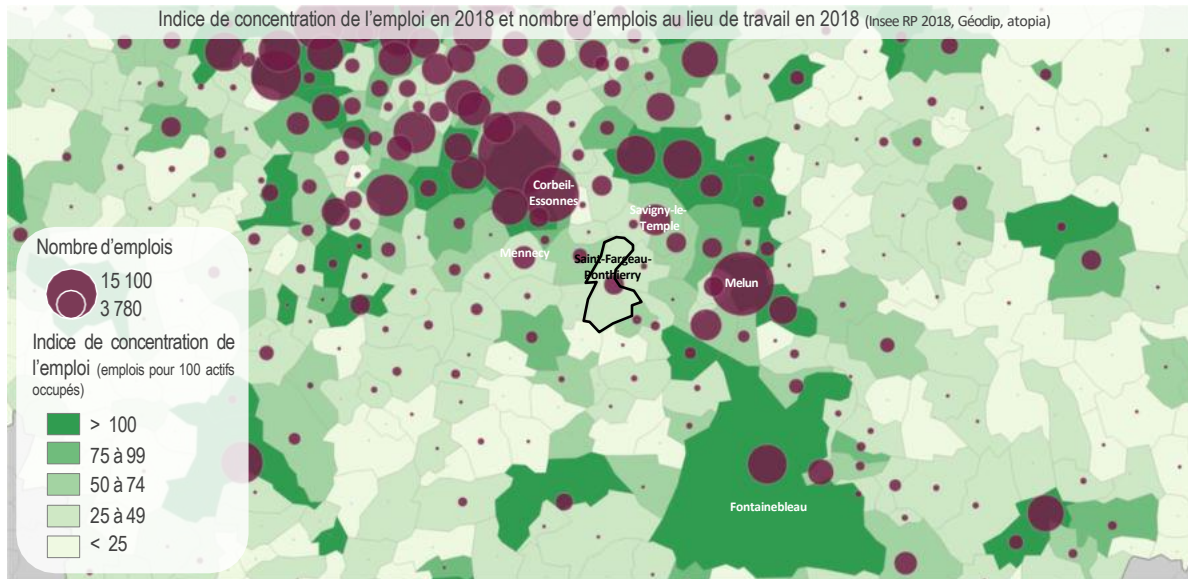 Indice de concentration de l'emploi en 2018 et nombre d'emplois au lieu de travail en 2018 (Insee RP 2018, Géoclip, atopia)
Corbeil-
Essonnes
Savigny-le-
Temple
Mennecy
Saint-Fargeau-
Ponthierry
Melun
Fontainebleau
Nombre d'emplois
15 100
3 780
Indice de concentration de
l'emploi (emplois pour 100 actifs
occupés)
> 100
75 à 99
50 à 74
25 à 49
< 25